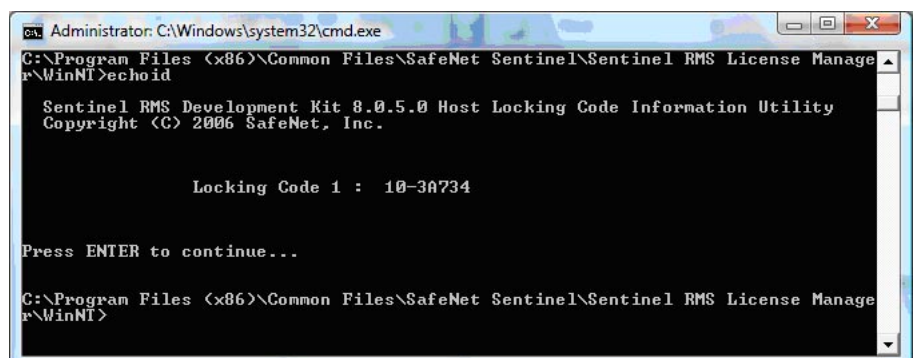 Administrator: C:\Windows\system32\cmd.exe
C:\Program Files (x86)\Common Files\SafeNet Sentinel\Sentinel RMS License Manage
r\WinNT>echoid
Sentinel RMS Development Kit 8.0.5.0 Host Locking Code Information Utility
Copyright (C) 2006 SafeNet, Inc.
Locking Code 1 : 10-3A734
Press ENTER to continue...
C:\Program Files (x86)\Common Files\SafeNet Sentinel\Sentinel RMS License Manage
r\WinNT>